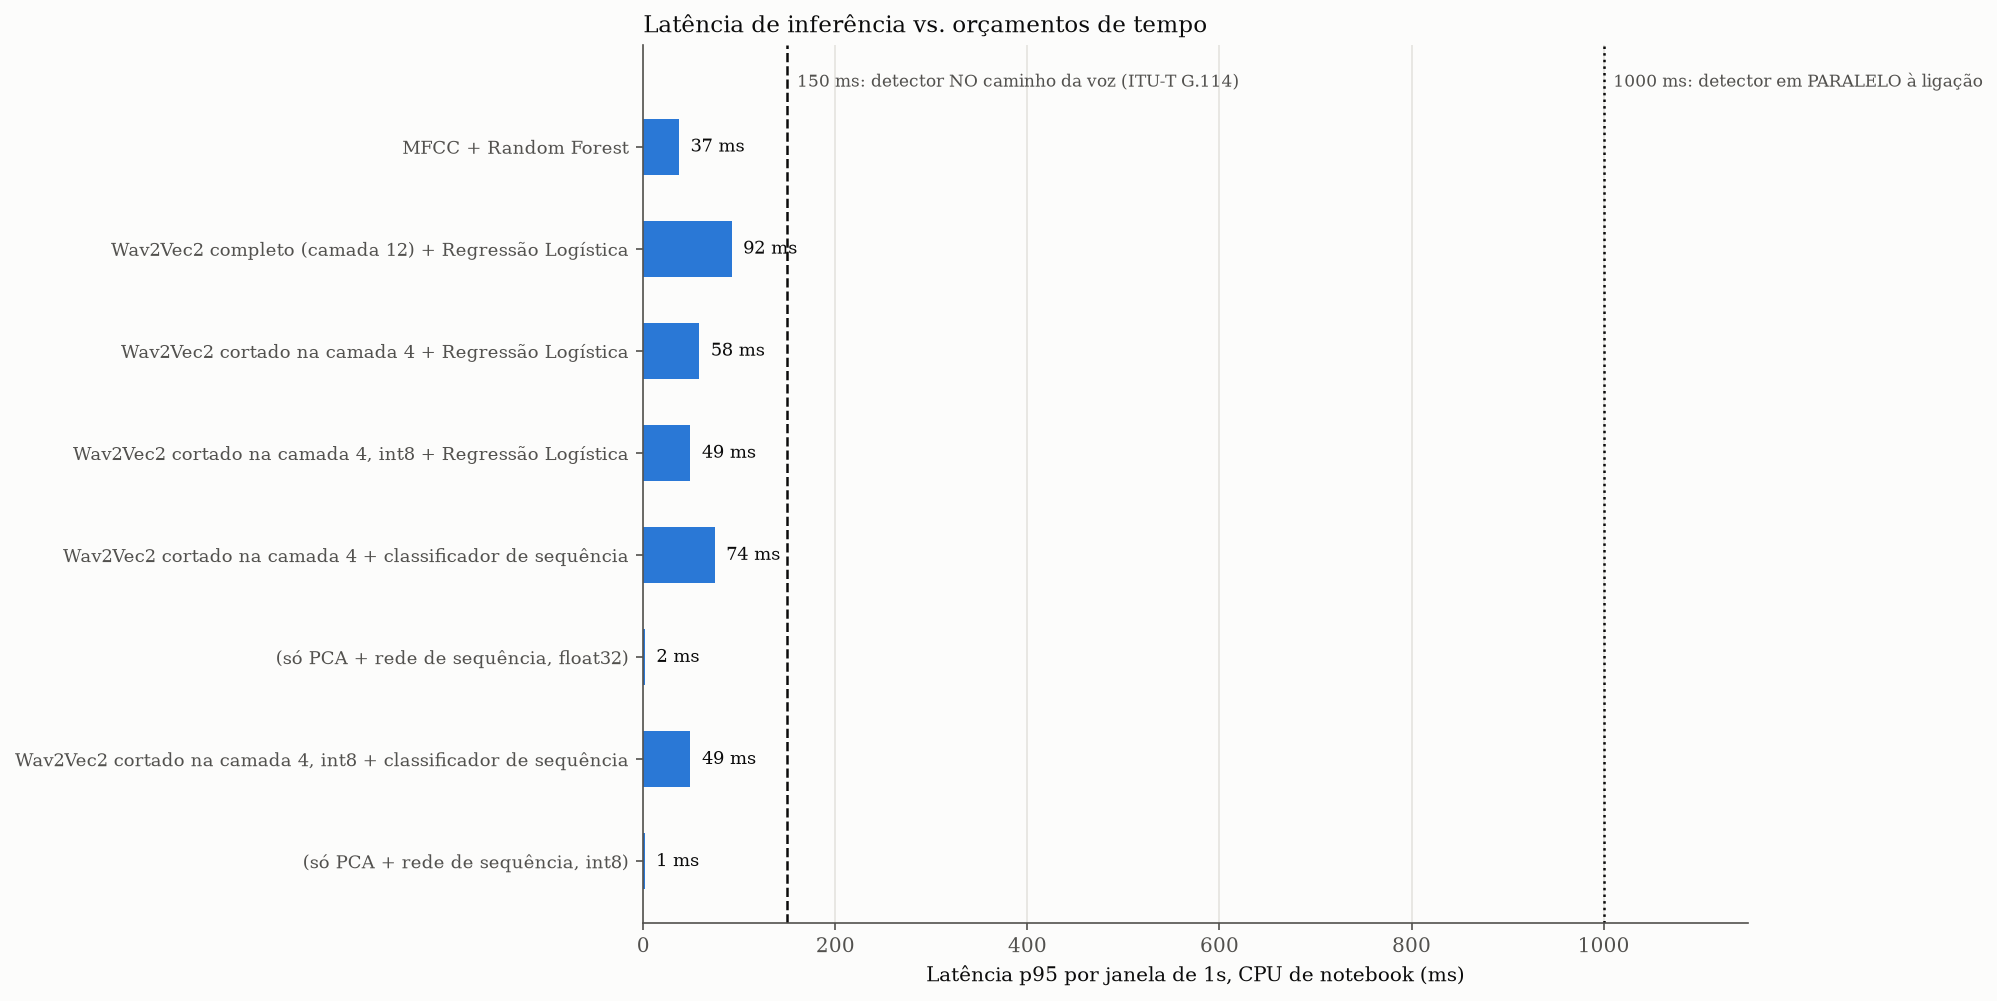 Latência de inferência vs. orçamentos de tempo
150 ms: detector NO caminho da voz (ITU-T G.114)
1000 ms: detector em PARALELO à ligação
MFCC + Random Forest
37 ms
Wav2Vec2 completo (camada 12) + Regressão Logística
92 ms
Wav2Vec2 cortado na camada 4 + Regressão Logística
58 ms
Wav2Vec2 cortado na camada 4, int8 + Regressão Logística
49 ms
Wav2Vec2 cortado na camada 4 + classificador de sequência
74 ms
(só PCA + rede de sequência, float32)
2 ms
Wav2Vec2 cortado na camada 4, int8 + classificador de sequência
49 ms
(só PCA + rede de sequência, int8)
1 ms
0 200 400 600 800 1000
Latência p95 por janela de 1s, CPU de notebook (ms)